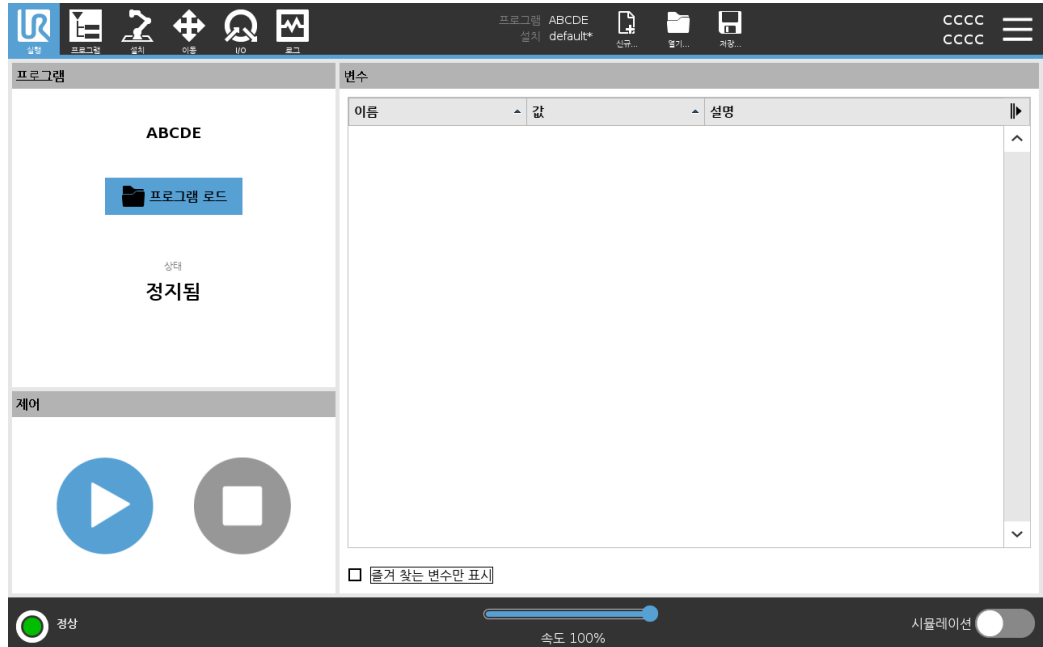 UR
실행
프로그램
설치
이동
I/O
로그
프로그램 ABCDE
설치 default*
신규...
열기...
저장...
CCCC
CCCC
프로그램
ABCDE
프로그램 로드
상태
정지됨
제어
변수
이름
값
설명
즐겨 찾는 변수만 표시
정상
속도 100%
시뮬레이션